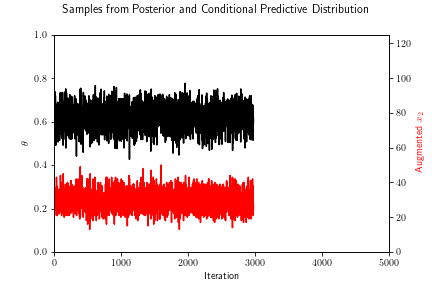 Samples from Posterior and Conditional Predictive Distribution
1.0
0.8
0.6
0.4
0.2
0.0
θ
120
100
80
60
40
20
0
Augmented x₂
0 1000 2000 3000 4000 5000
Iteration